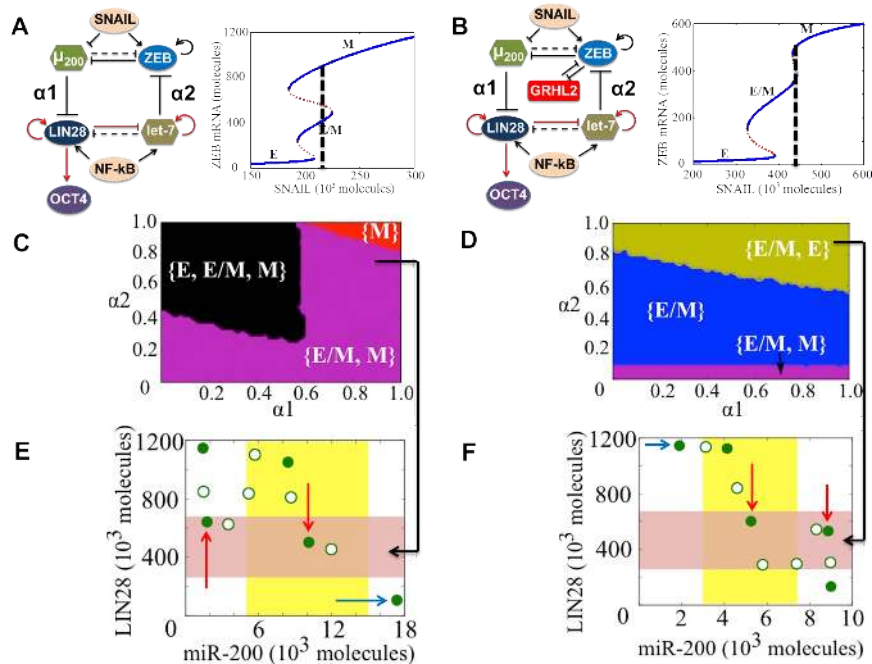 A
SNAIL
μ200
ZEB
α1
α2
LIN28
let-7
NF-kB
OCT4
ZEB mRNA (molecules)
1200
800
400
0
150
200
250
300
SNAIL (10³ molecules)
E
/M
M
B
SNAIL
μ200
ZEB
GRHL2
α1
α2
LIN28
let-7
NF-kB
OCT4
ZEB mRNA (molecules)
600
400
200
0
200
300
400
500
600
SNAIL (10³ molecules)
E
E/M
M
C
α2
1.0
0.8
0.6
0.4
0.2
0
0.2
0.4
0.6
0.8
1.0
α1
{M}
{E, E/M, M}
{E/M, M}
D
α2
1.0
0.8
0.6
0.4
0.2
0
0.2
0.4
0.6
0.8
1.0
α1
{E/M, E}
{E/M}
{E/M, M}
E
LIN28 (10³ molecules)
1200
800
400
0
6
12
18
miR-200 (10³ molecules)
F
LIN28 (10³ molecules)
1200
800
400
0
2
4
6
8
10
miR-200 (10³ molecules)